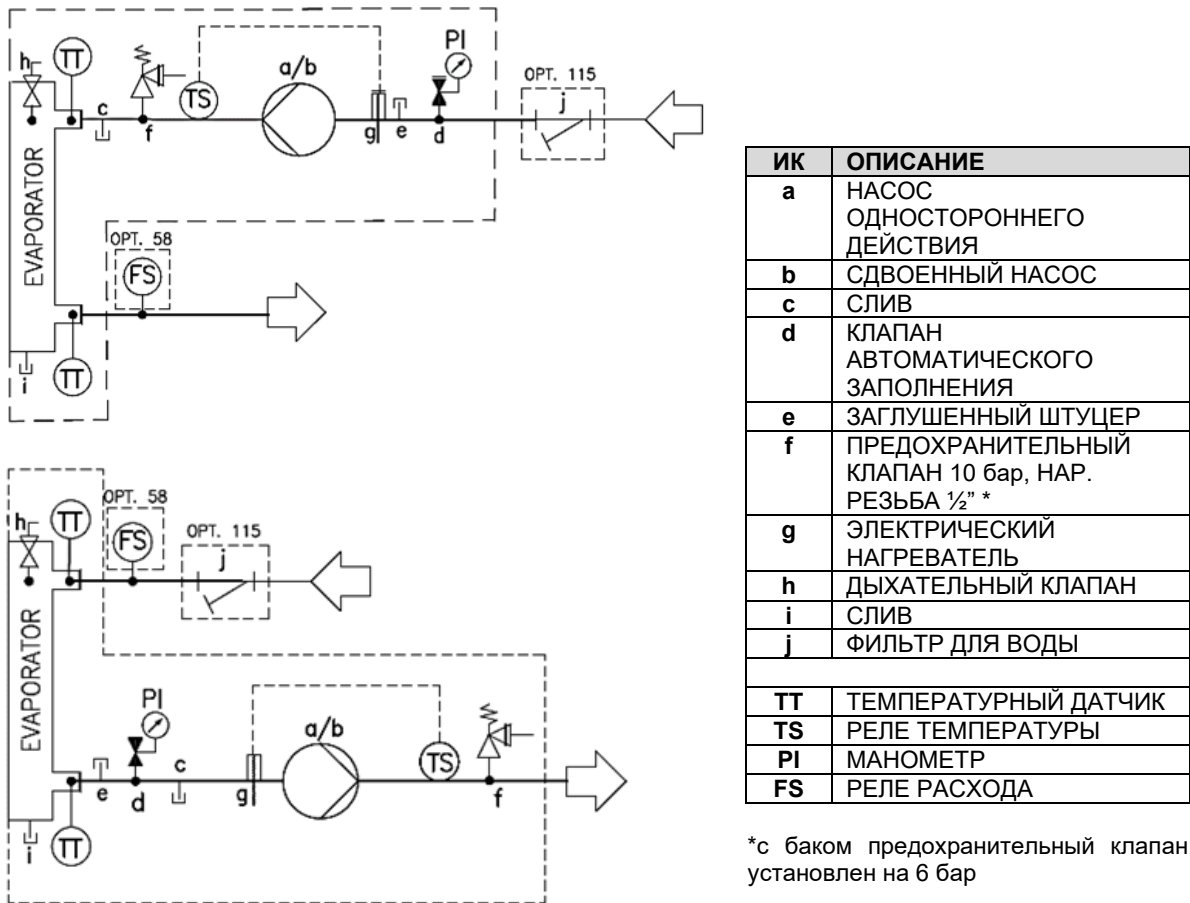 h
TT
c
f
TS
a/b
PI
g
e
d
OPT. 115
j
EVAPORATOR
OPT. 58
FS
i
TT
OPT. 58
h
TT
FS
OPT. 115
j
EVAPORATOR
PI
a/b
c
TS
e
d
g
f
i
TT
ИК ОПИСАНИЕ
a НАСОС
ОДНОСТОРОННЕГО
ДЕЙСТВИЯ
b СДВОЕННЫЙ НАСОС
c СЛИВ
d КЛАПАН
АВТОМАТИЧЕСКОГО
ЗАПОЛНЕНИЯ
e ЗАГЛУШЕННЫЙ ШТУЦЕР
f ПРЕДОХРАНИТЕЛЬНЫЙ
КЛАПАН 10 бар, НАР.
РЕЗЬБА ½” *
g ЭЛЕКТРИЧЕСКИЙ
НАГРЕВАТЕЛЬ
h ДЫХАТЕЛЬНЫЙ КЛАПАН
i СЛИВ
j ФИЛЬТР ДЛЯ ВОДЫ
TT ТЕМПЕРАТУРНЫЙ ДАТЧИК
TS РЕЛЕ ТЕМПЕРАТУРЫ
PI МАНОМЕТР
FS РЕЛЕ РАСХОДА
*с баком предохранительный клапан
установлен на 6 бар